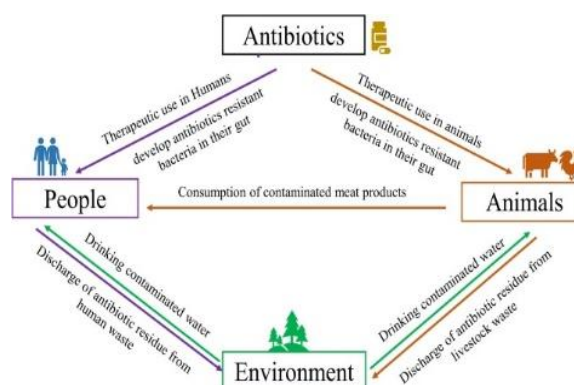 Antibiotics
Therapeutic use in Humans
develop antibiotics resistant
bacteria in their gut
Therapeutic use in animals
develop antibiotics resistant
bacteria in their gut
People
Consumption of contaminated meat products
Animals
Drinking contaminated water
Discharge of antibiotic residue from
human waste
Drinking contaminated water
Discharge of antibiotic residue from
livestock waste
Environment